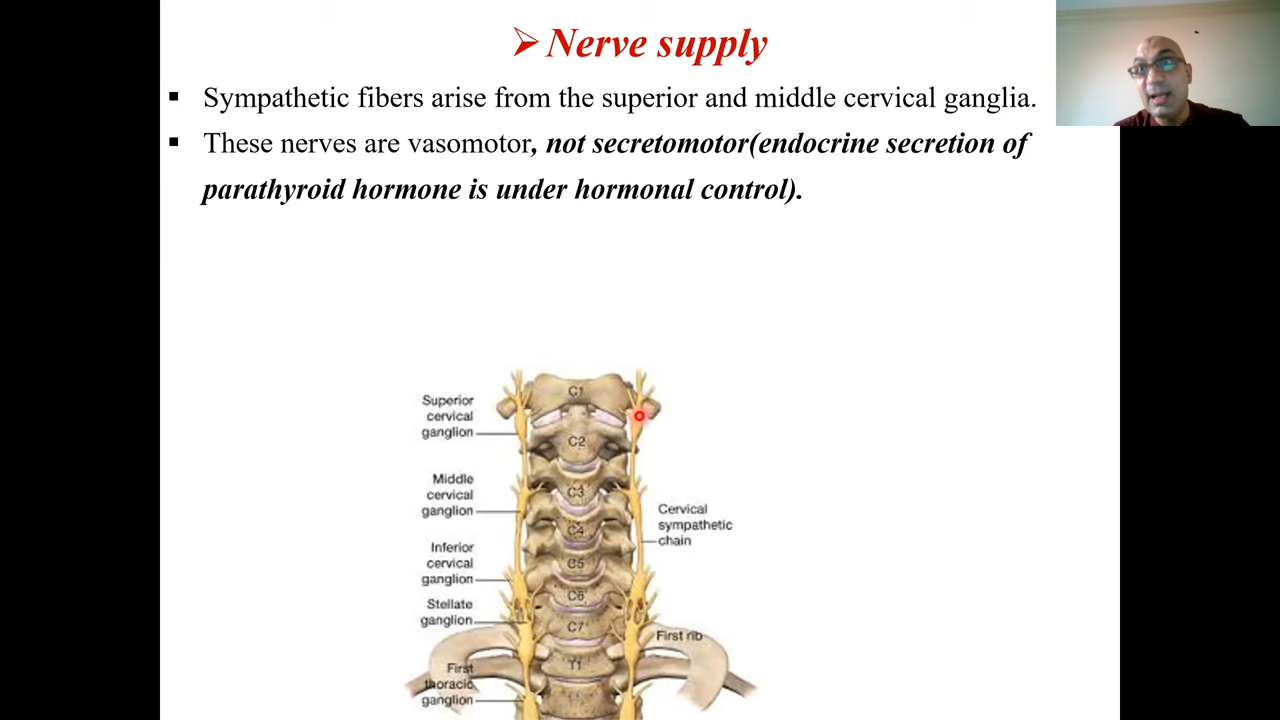 ➢ Nerve supply
▪ Sympathetic fibers arise from the superior and middle cervical ganglia.
▪ These nerves are vasomotor, not secretomotor(endocrine secretion of
parathyroid hormone is under hormonal control).
C1
Superior
cervical
ganglion
C2
Middle
cervical
ganglion
C3
Cervical
sympathetic
chain
C4
Inferior
cervical
ganglion
C5
C6
Stellate
ganglion
C7
First rib
T1
First
thoracic
ganglion